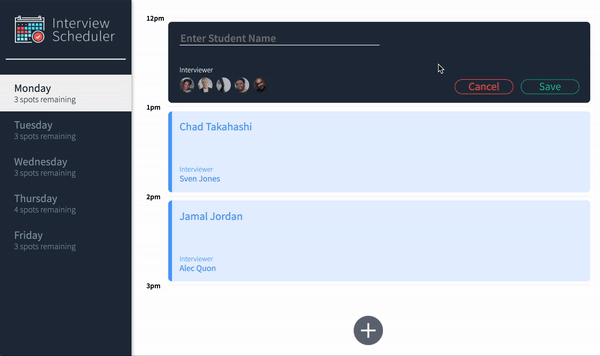 Interview
Scheduler
Monday
3 spots remaining
Tuesday
3 spots remaining
Wednesday
3 spots remaining
Thursday
4 spots remaining
Friday
3 spots remaining
12pm
Enter Student Name
Interviewer
Cancel
Save
1pm
Chad Takahashi
Interviewer
Sven Jones
2pm
Jamal Jordan
Interviewer
Alec Quon
3pm